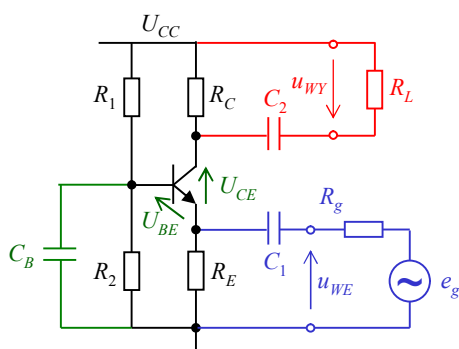 U_CC
R_1
R_C
C_2
u_WY
R_L
U_CE
U_BE
R_g
C_B
R_2
R_E
C_1
u_WE
e_g
~